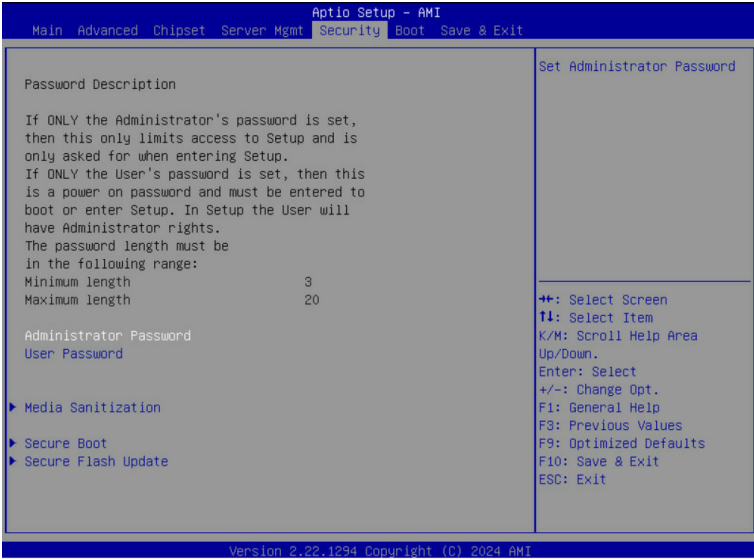 Aptio Setup - AMI
Main Advanced Chipset Server Mgmt Security Boot Save & Exit
Password Description
If ONLY the Administrator's password is set,
then this only limits access to Setup and is
only asked for when entering Setup.
If ONLY the User's password is set, then this
is a power on password and must be entered to
boot or enter Setup. In Setup the User will
have Administrator rights.
The password length must be
in the following range:
Minimum length 3
Maximum length 20
Administrator Password
User Password
Media Sanitization
Secure Boot
Secure Flash Update
Set Administrator Password
→←: Select Screen
↑↓: Select Item
K/M: Scroll Help Area
Up/Down.
Enter: Select
+/-: Change Opt.
F1: General Help
F3: Previous Values
F9: Optimized Defaults
F10: Save & Exit
ESC: Exit
Version 2.22.1294 Copyright (C) 2024 AMI